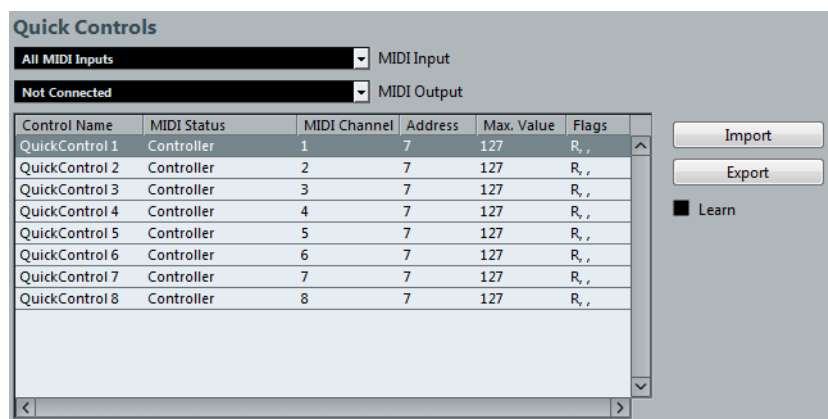 Quick Controls
All MIDI Inputs MIDI Input
Not Connected MIDI Output
Control Name MIDI Status MIDI Channel Address Max. Value Flags
QuickControl 1 Controller 1 7 127 R, ,
QuickControl 2 Controller 2 7 127 R, ,
QuickControl 3 Controller 3 7 127 R, ,
QuickControl 4 Controller 4 7 127 R, ,
QuickControl 5 Controller 5 7 127 R, ,
QuickControl 6 Controller 6 7 127 R, ,
QuickControl 7 Controller 7 7 127 R, ,
QuickControl 8 Controller 8 7 127 R, ,
Import
Export
Learn